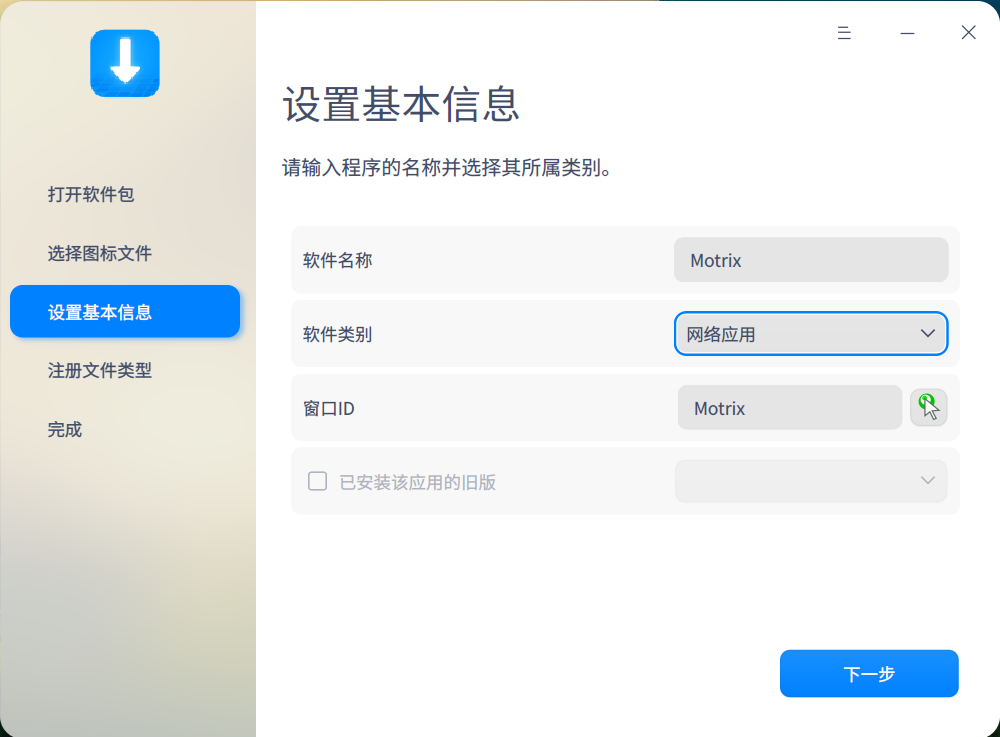 打开软件包
选择图标文件
设置基本信息
注册文件类型
完成
设置基本信息
请输入程序的名称并选择其所属类别。
软件名称
Motrix
软件类别
网络应用
窗口ID
Motrix
已安装该应用的旧版
下一步